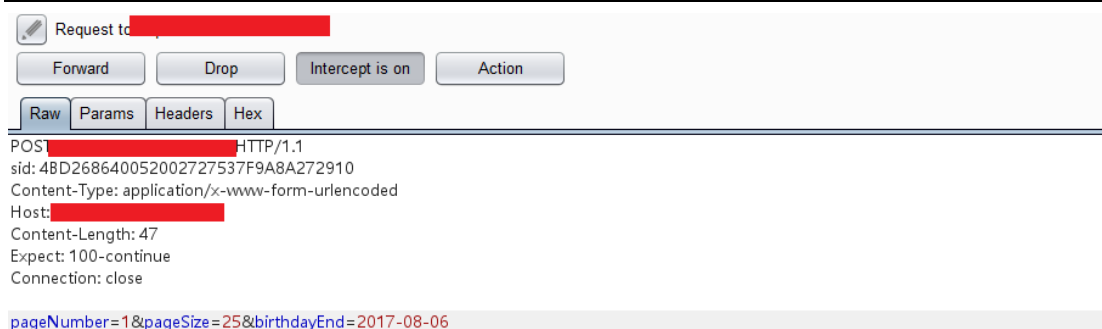 Request to
Forward Drop Intercept is on Action
Raw Params Headers Hex
POST HTTP/1.1
sid: 4BD268640052002727537F9A8A272910
Content-Type: application/x-www-form-urlencoded
Host:
Content-Length: 47
Expect: 100-continue
Connection: close
pageNumber=1&pageSize=25&birthdayEnd=2017-08-06